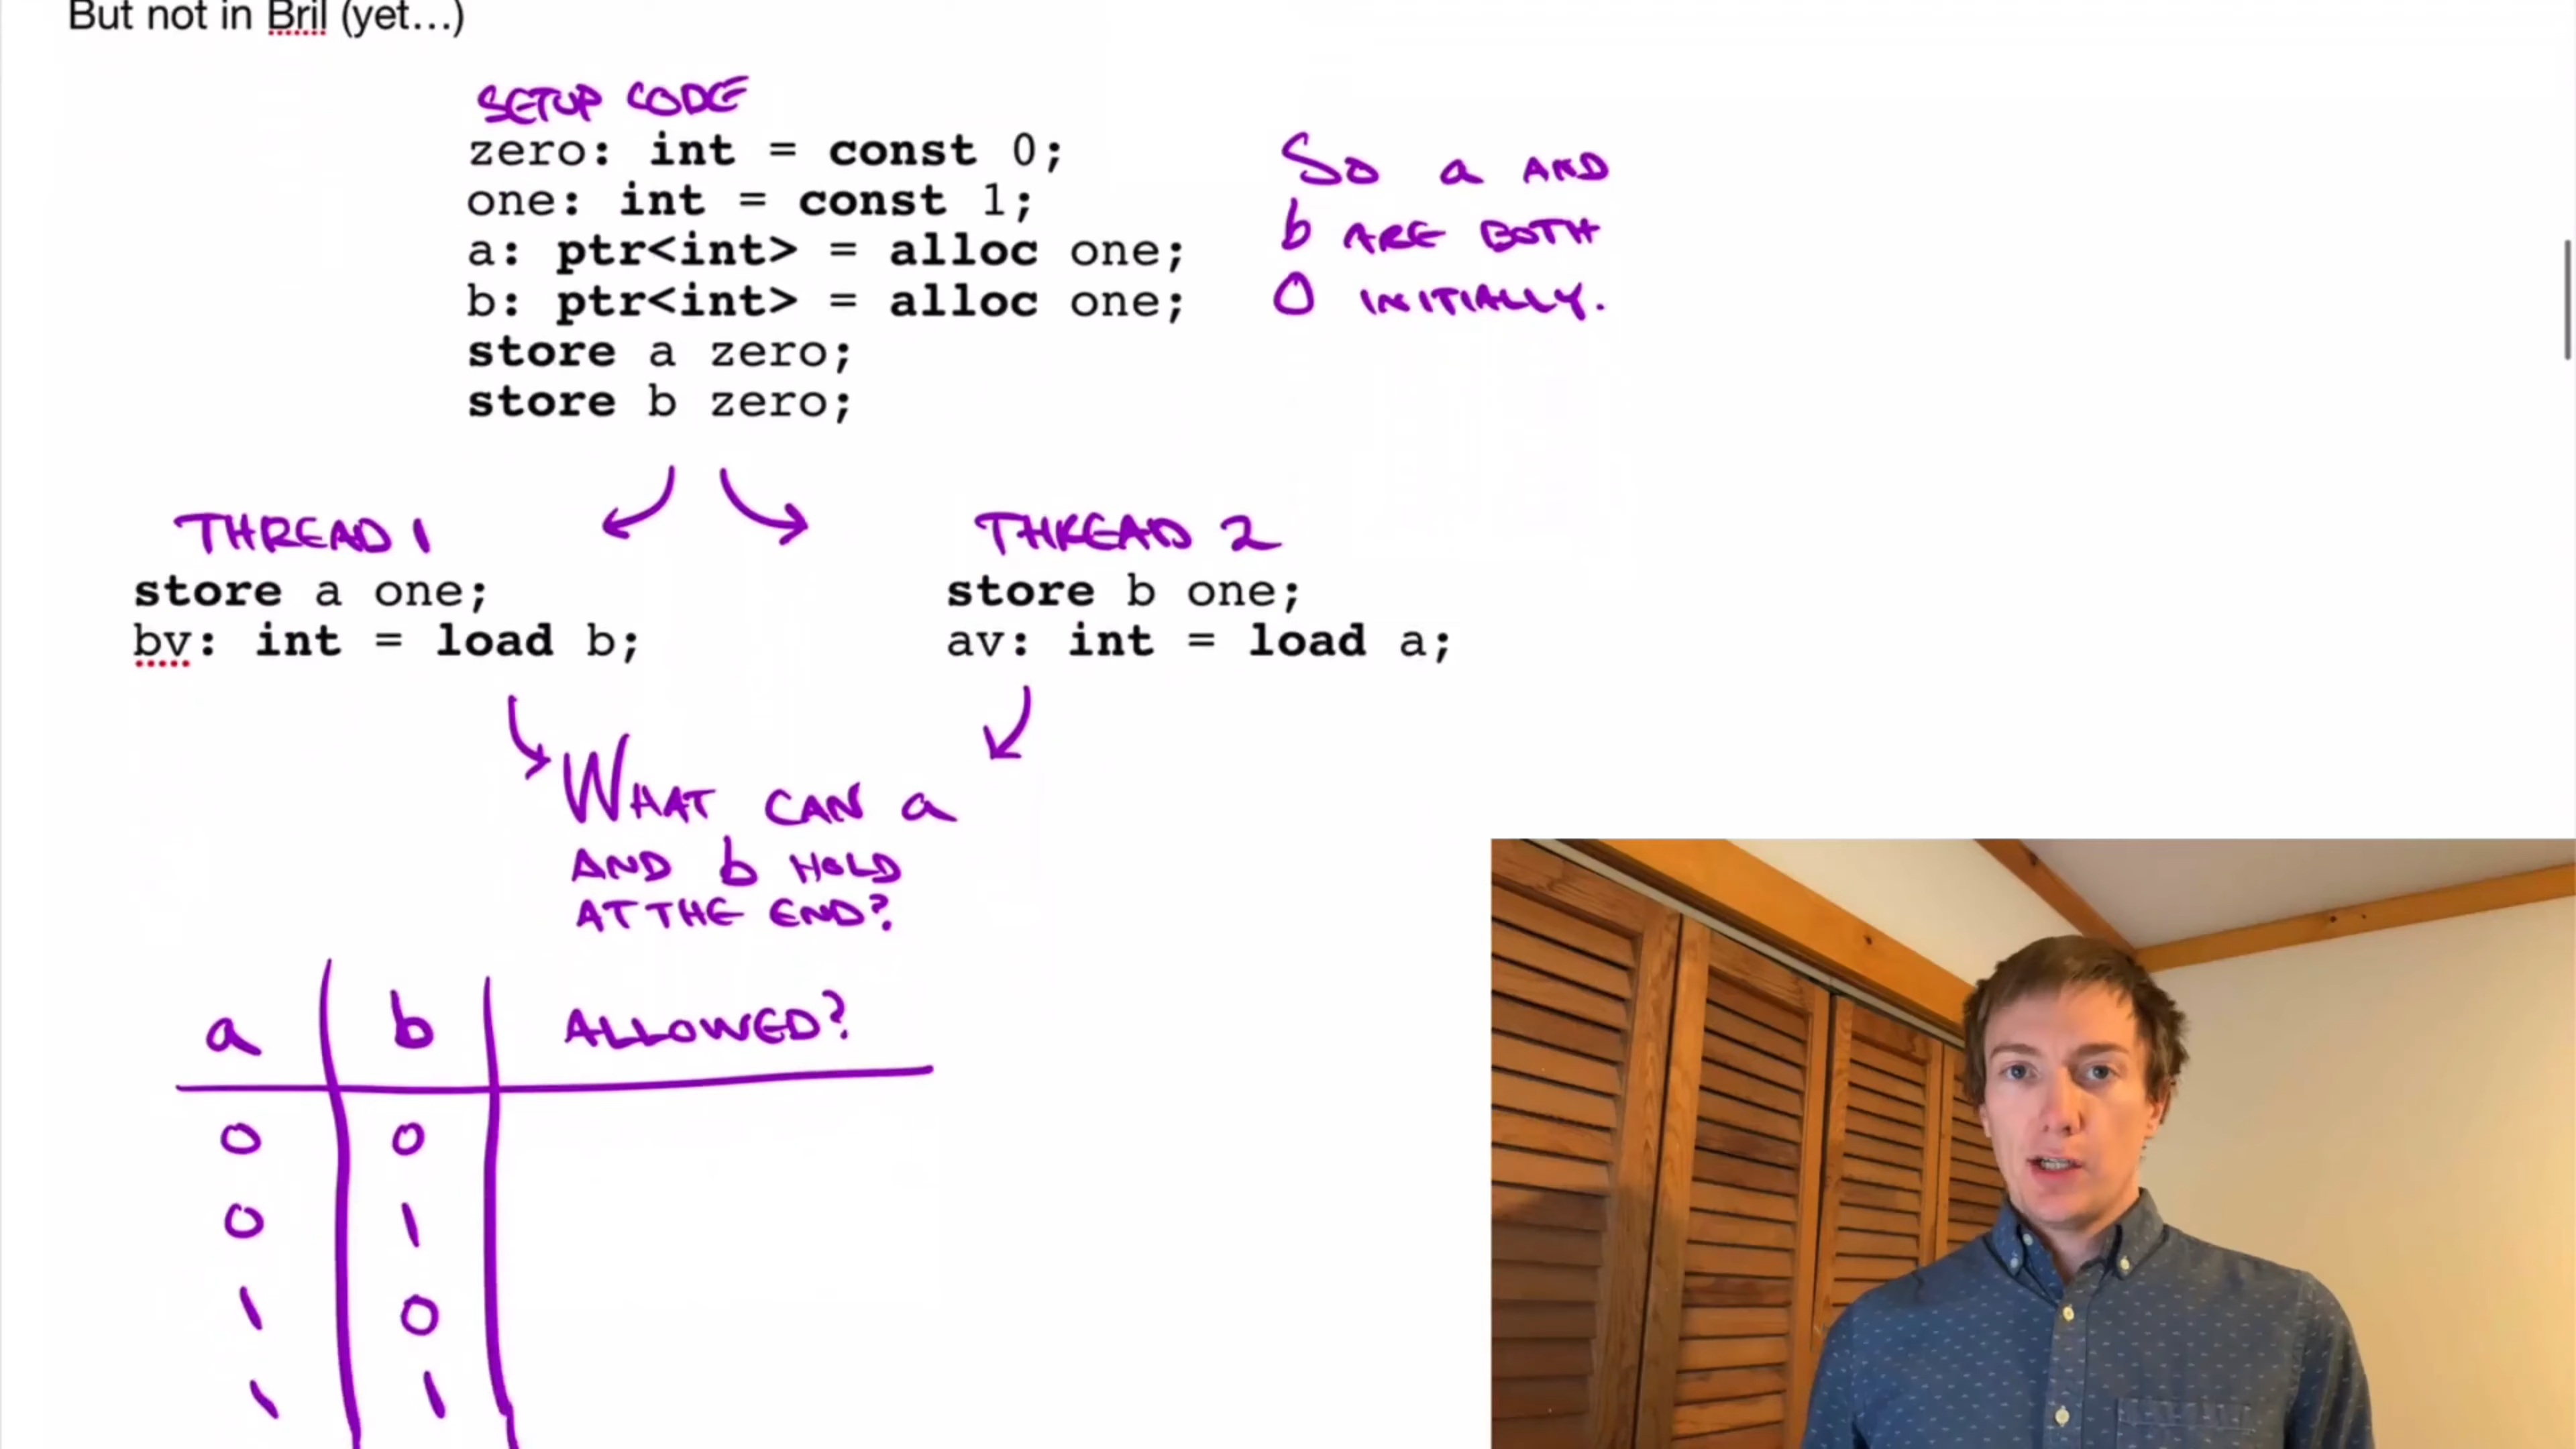 But not in Bril (yet...)
SETUP CODE
zero: int = const 0;
one: int = const 1;
a: ptr<int> = alloc one;
b: ptr<int> = alloc one;
store a zero;
store b zero;
So a AND
b ARE BOTH
0 INITIALLY.
THREAD 1
store a one;
bv: int = load b;
THREAD 2
store b one;
av: int = load a;
WHAT CAN a
AND b HOLD
AT THE END?
a b ALLOWED?
0 0
0 1
1 0
1 1